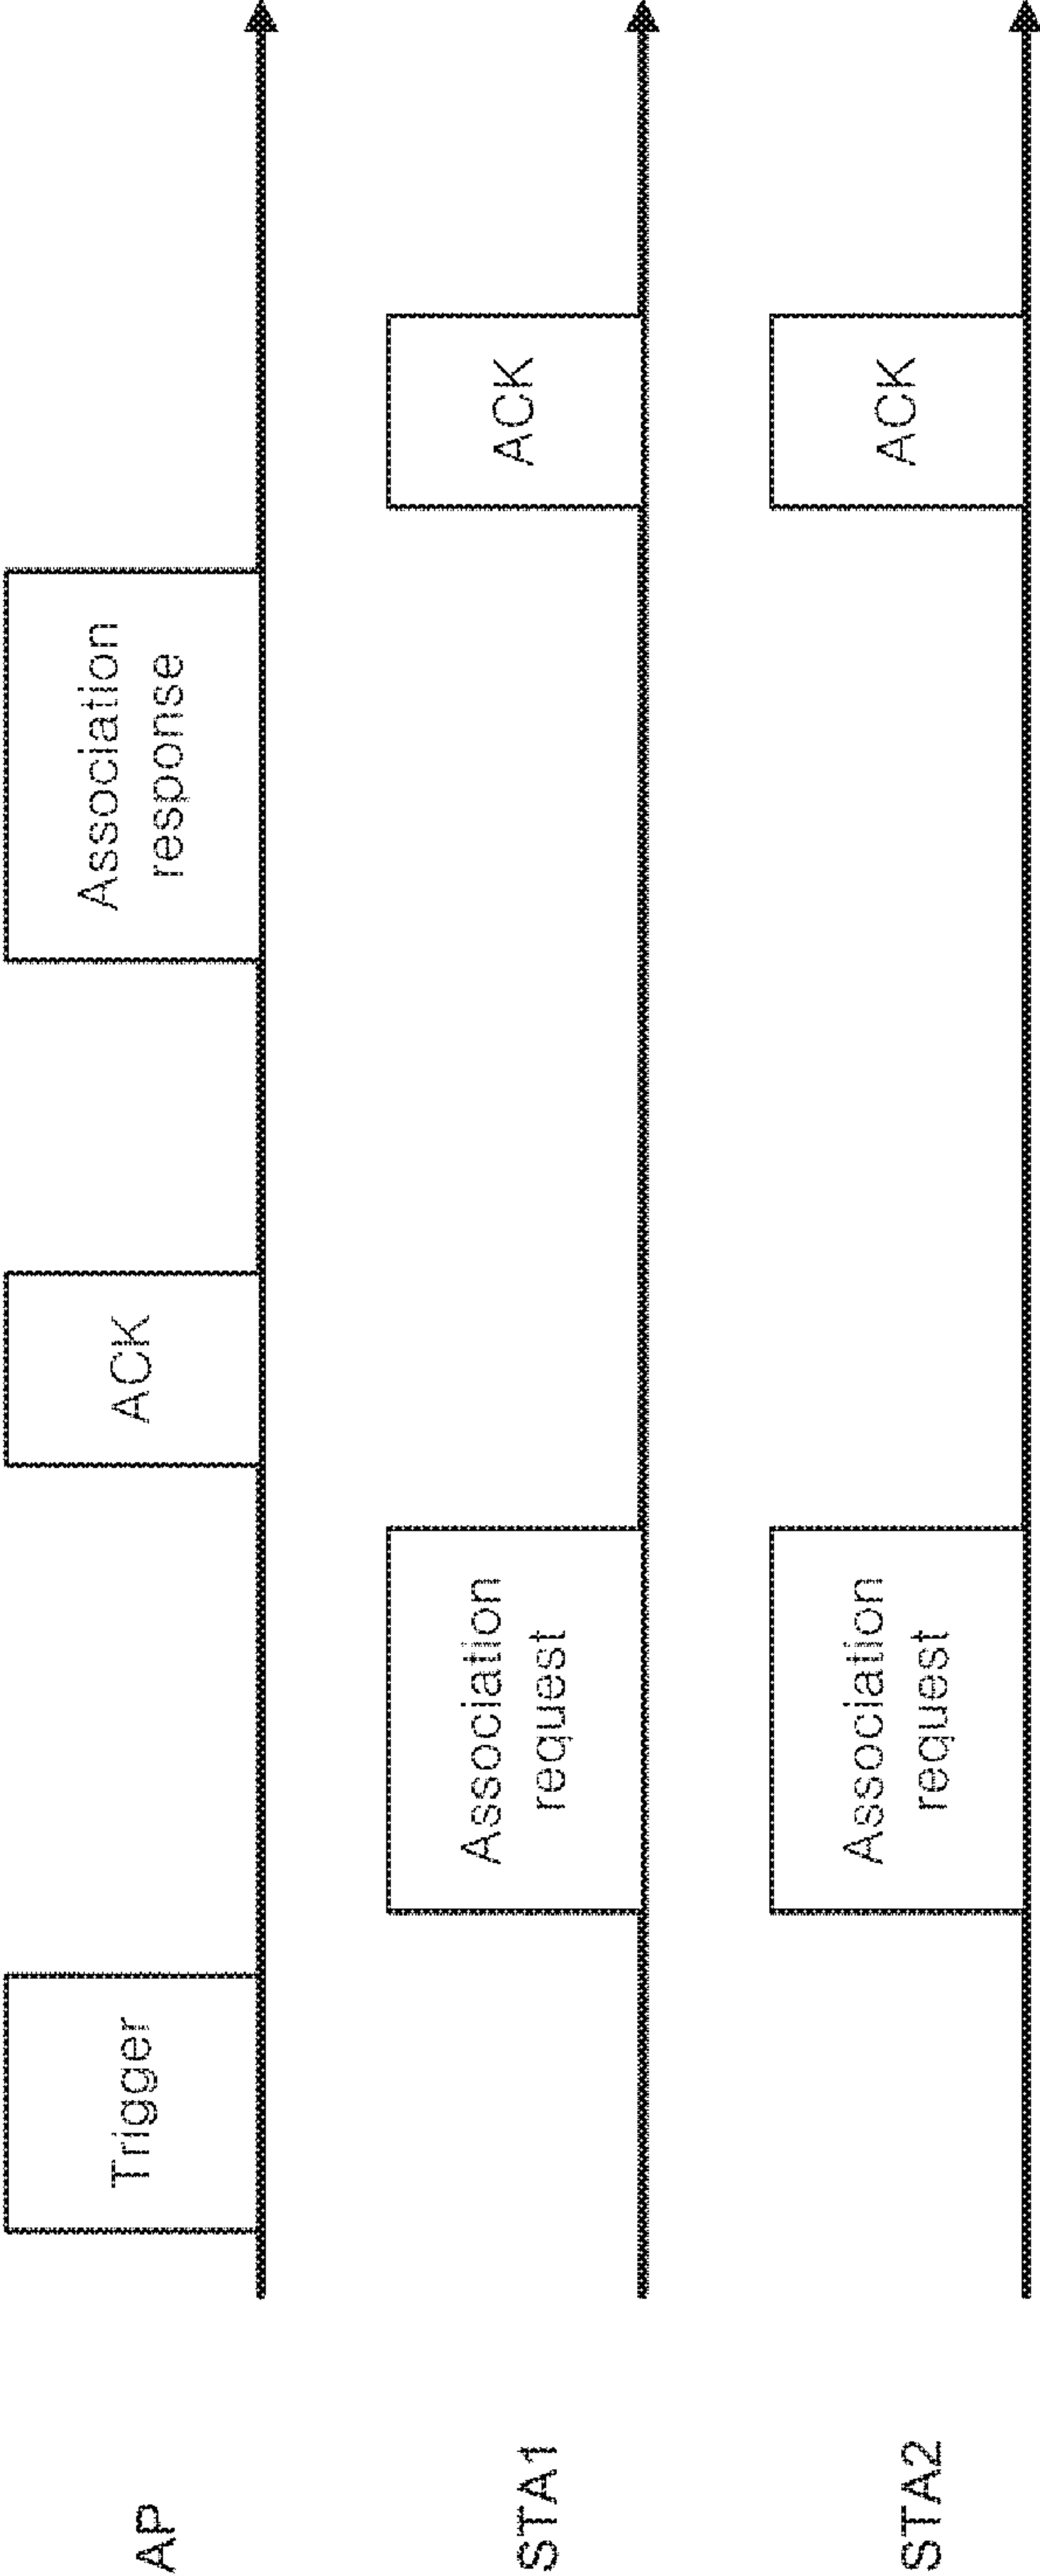 AP
Trigger
ACK
Association
response
STA1
Association
request
ACK
STA2
Association
request
ACK